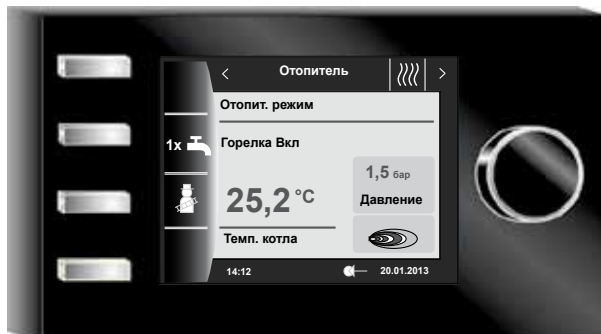 < Отопитель >
Отопит. режим
1x
Горелка Вкл
1,5 бар
25,2 °C
Давление
Темп. котла
14:12
20.01.2013